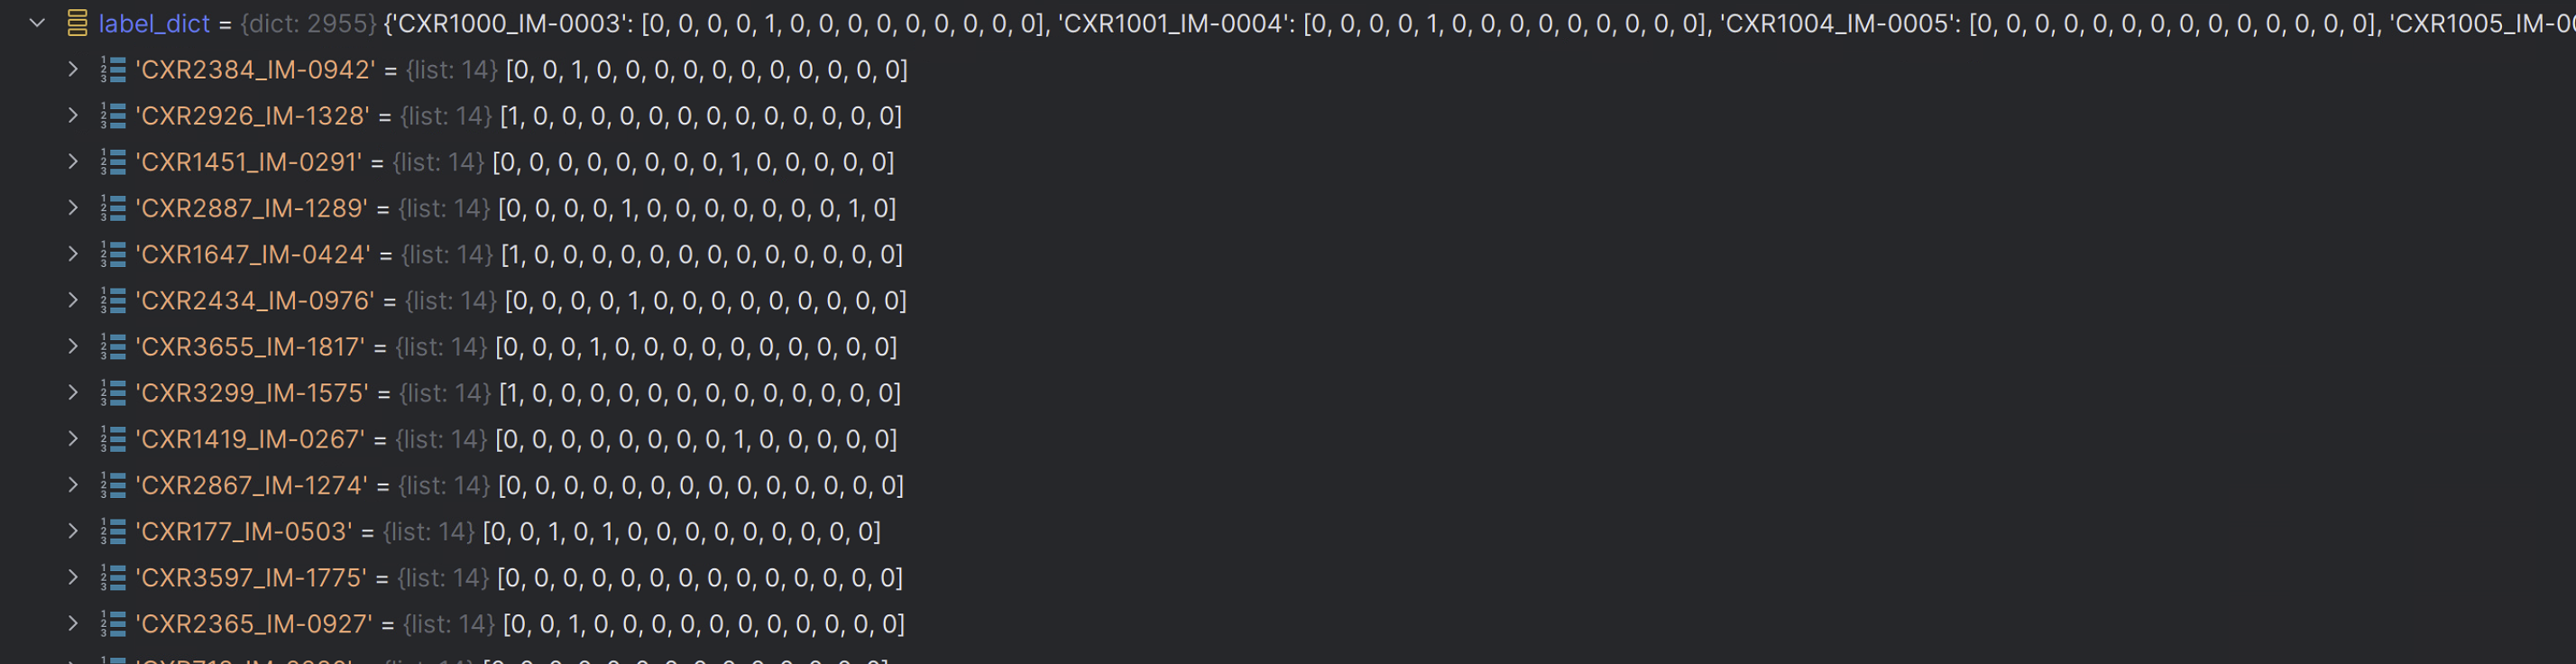 label_dict = {dict: 2955} {'CXR1000_IM-0003': [0, 0, 0, 0, 1, 0, 0, 0, 0, 0, 0, 0, 0, 0], 'CXR1001_IM-0004': [0, 0, 0, 0, 1, 0, 0, 0, 0, 0, 0, 0, 0, 0], 'CXR1004_IM-0005': [0, 0, 0, 0, 0, 0, 0, 0, 0, 0, 0, 0, 0, 0], 'CXR1005_IM-00
'CXR2384_IM-0942' = {list: 14} [0, 0, 1, 0, 0, 0, 0, 0, 0, 0, 0, 0, 0, 0]
'CXR2926_IM-1328' = {list: 14} [1, 0, 0, 0, 0, 0, 0, 0, 0, 0, 0, 0, 0, 0]
'CXR1451_IM-0291' = {list: 14} [0, 0, 0, 0, 0, 0, 0, 0, 1, 0, 0, 0, 0, 0]
'CXR2887_IM-1289' = {list: 14} [0, 0, 0, 0, 1, 0, 0, 0, 0, 0, 0, 0, 1, 0]
'CXR1647_IM-0424' = {list: 14} [1, 0, 0, 0, 0, 0, 0, 0, 0, 0, 0, 0, 0, 0]
'CXR2434_IM-0976' = {list: 14} [0, 0, 0, 0, 1, 0, 0, 0, 0, 0, 0, 0, 0, 0]
'CXR3655_IM-1817' = {list: 14} [0, 0, 0, 1, 0, 0, 0, 0, 0, 0, 0, 0, 0, 0]
'CXR3299_IM-1575' = {list: 14} [1, 0, 0, 0, 0, 0, 0, 0, 0, 0, 0, 0, 0, 0]
'CXR1419_IM-0267' = {list: 14} [0, 0, 0, 0, 0, 0, 0, 0, 1, 0, 0, 0, 0, 0]
'CXR2867_IM-1274' = {list: 14} [0, 0, 0, 0, 0, 0, 0, 0, 0, 0, 0, 0, 0, 0]
'CXR177_IM-0503' = {list: 14} [0, 0, 1, 0, 1, 0, 0, 0, 0, 0, 0, 0, 0, 0]
'CXR3597_IM-1775' = {list: 14} [0, 0, 0, 0, 0, 0, 0, 0, 0, 0, 0, 0, 0, 0]
'CXR2365_IM-0927' = {list: 14} [0, 0, 1, 0, 0, 0, 0, 0, 0, 0, 0, 0, 0, 0]